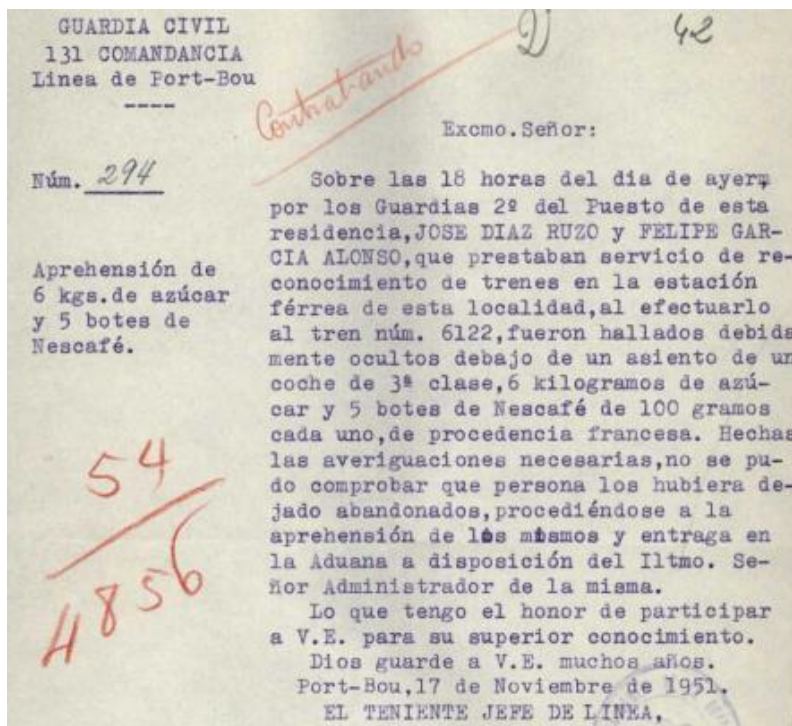 GUARDIA CIVIL
131 COMANDANCIA
Linea de Port-Bou
----
Contrabando
42
Excmo.Señor:
Núm. 294
Aprehensión de
6 kgs.de azúcar
y 5 botes de
Nescafé.
54
4856
Sobre las 18 horas del dia de ayer,
por los Guardias 2º del Puesto de esta
residencia,JOSE DIAZ RUZO y FELIPE GAR-
CIA ALONSO,que prestaban servicio de re-
conocimiento de trenes en la estación
férrea de esta localidad,al efectuarlo
al tren núm. 6122,fueron hallados debida
mente ocultos debajo de un asiento de un
coche de 3ª clase,6 kilogramos de azú-
car y 5 botes de Nescafé de 100 gramos
cada uno,de procedencia francesa. Hechas
las averiguaciones necesarias,no se pu-
do comprobar que persona los hubiera de-
jado abandonados,procediéndose a la
aprehensión de los mismos y entraga en
la Aduana a disposición del Iltmo. Se-
ñor Administrador de la misma.
Lo que tengo el honor de participar
a V.E. para su superior conocimiento.
Dios guarde a V.E. muchos años.
Port-Bou,17 de Noviembre de 1951.
EL TENIENTE JEFE DE LINEA,